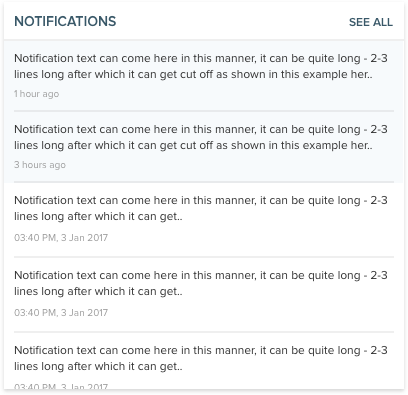 NOTIFICATIONS SEE ALL
Notification text can come here in this manner, it can be quite long - 2-3
lines long after which it can get cut off as shown in this example her..
1 hour ago
Notification text can come here in this manner, it can be quite long - 2-3
lines long after which it can get cut off as shown in this example her..
3 hours ago
Notification text can come here in this manner, it can be quite long - 2-3
lines long after which it can get..
03:40 PM, 3 Jan 2017
Notification text can come here in this manner, it can be quite long - 2-3
lines long after which it can get..
03:40 PM, 3 Jan 2017
Notification text can come here in this manner, it can be quite long - 2-3
lines long after which it can get..
03:40 PM, 3 Jan 2017